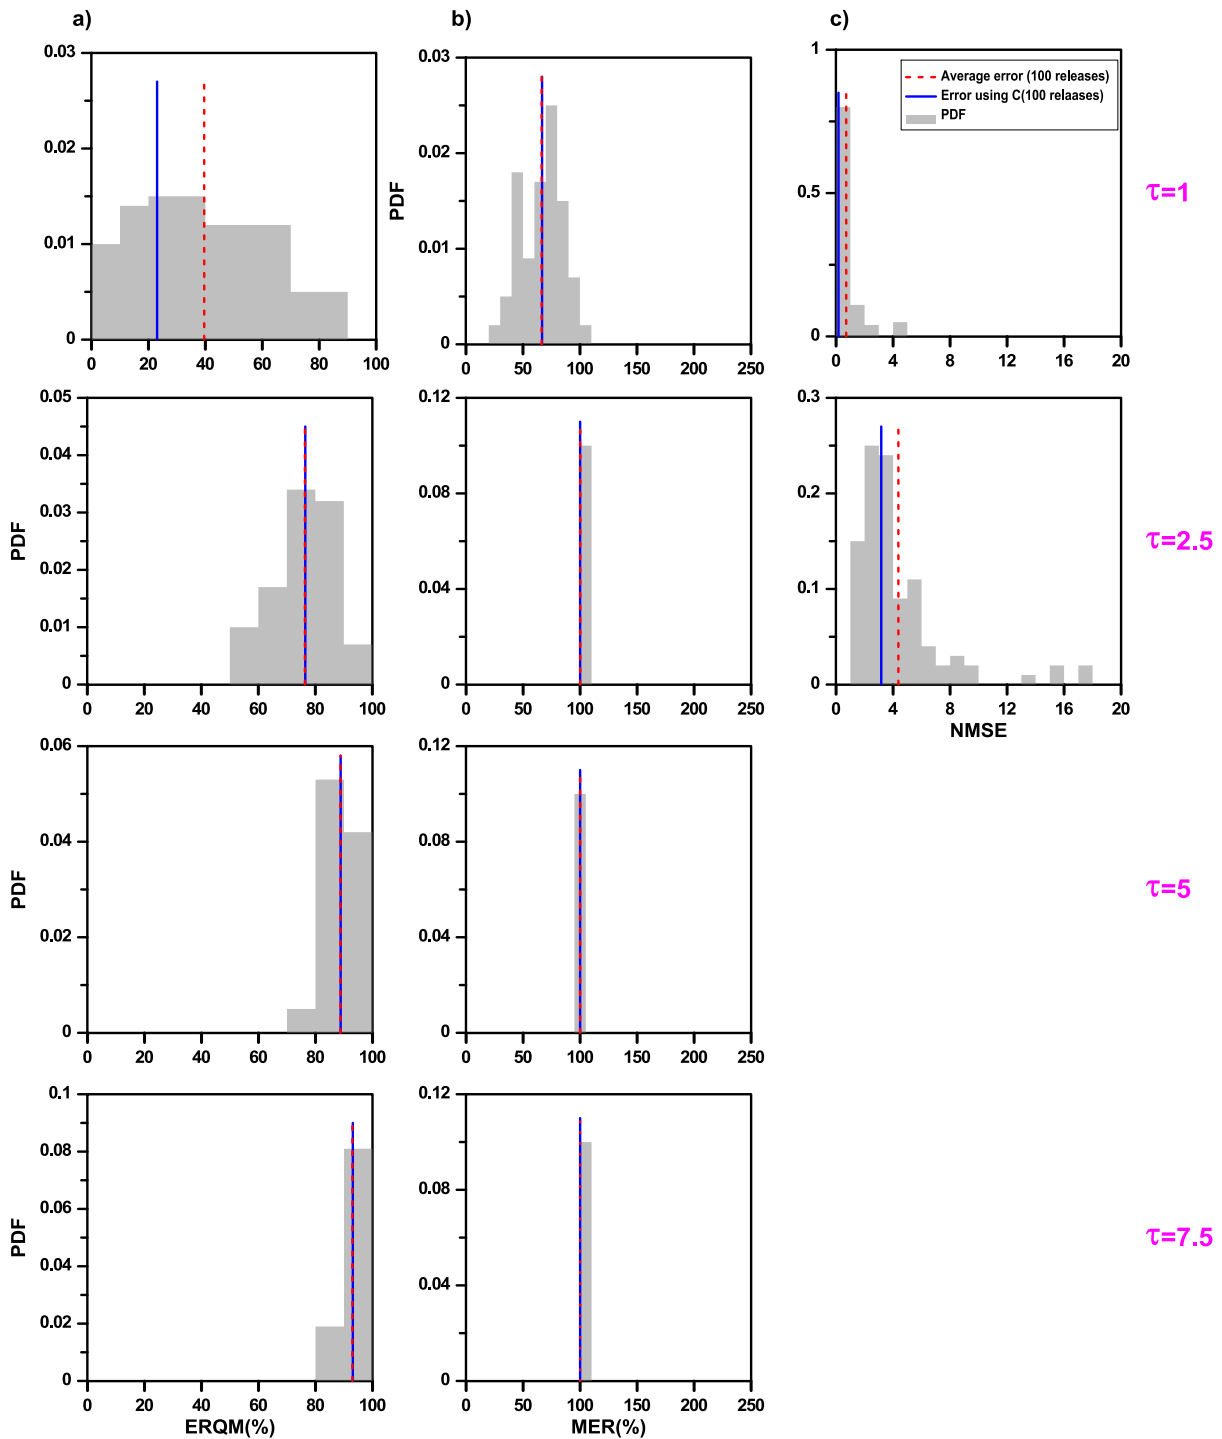 a)
b)
c)
0.03
0.02
0.01
0
0 20 40 60 80 100
PDF
0.03
0.02
0.01
0
0 50 100 150 200 250
1
0.5
0
0 4 8 12 16 20
Average error (100 releases)
Error using C(100 relaases)
PDF
τ=1
PDF
0.05
0.04
0.03
0.02
0.01
0
0 20 40 60 80 100
0.12
0.08
0.04
0
0 50 100 150 200 250
0.3
0.2
0.1
0
0 4 8 12 16 20
NMSE
τ=2.5
PDF
0.06
0.04
0.02
0
0 20 40 60 80 100
0.12
0.08
0.04
0
0 50 100 150 200 250
τ=5
PDF
0.1
0.08
0.06
0.04
0.02
0
0 20 40 60 80 100
ERQM(%)
0.12
0.08
0.04
0
0 50 100 150 200 250
MER(%)
τ=7.5